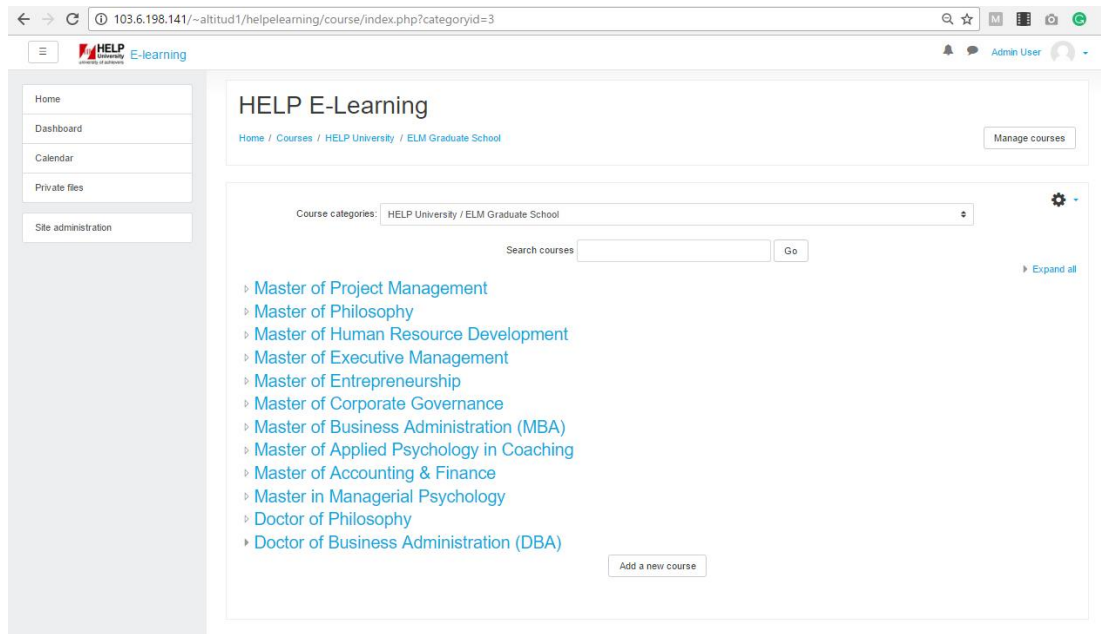 103.6.198.141/~altitud1/helpelearning/course/index.php?categoryid=3
HELP
University
university of achievers
E-learning
Admin User
Home
Dashboard
Calendar
Private files
Site administration
HELP E-Learning
Home / Courses / HELP University / ELM Graduate School
Manage courses
Course categories: HELP University / ELM Graduate School
Search courses Go
Expand all
Master of Project Management
Master of Philosophy
Master of Human Resource Development
Master of Executive Management
Master of Entrepreneurship
Master of Corporate Governance
Master of Business Administration (MBA)
Master of Applied Psychology in Coaching
Master of Accounting & Finance
Master in Managerial Psychology
Doctor of Philosophy
Doctor of Business Administration (DBA)
Add a new course